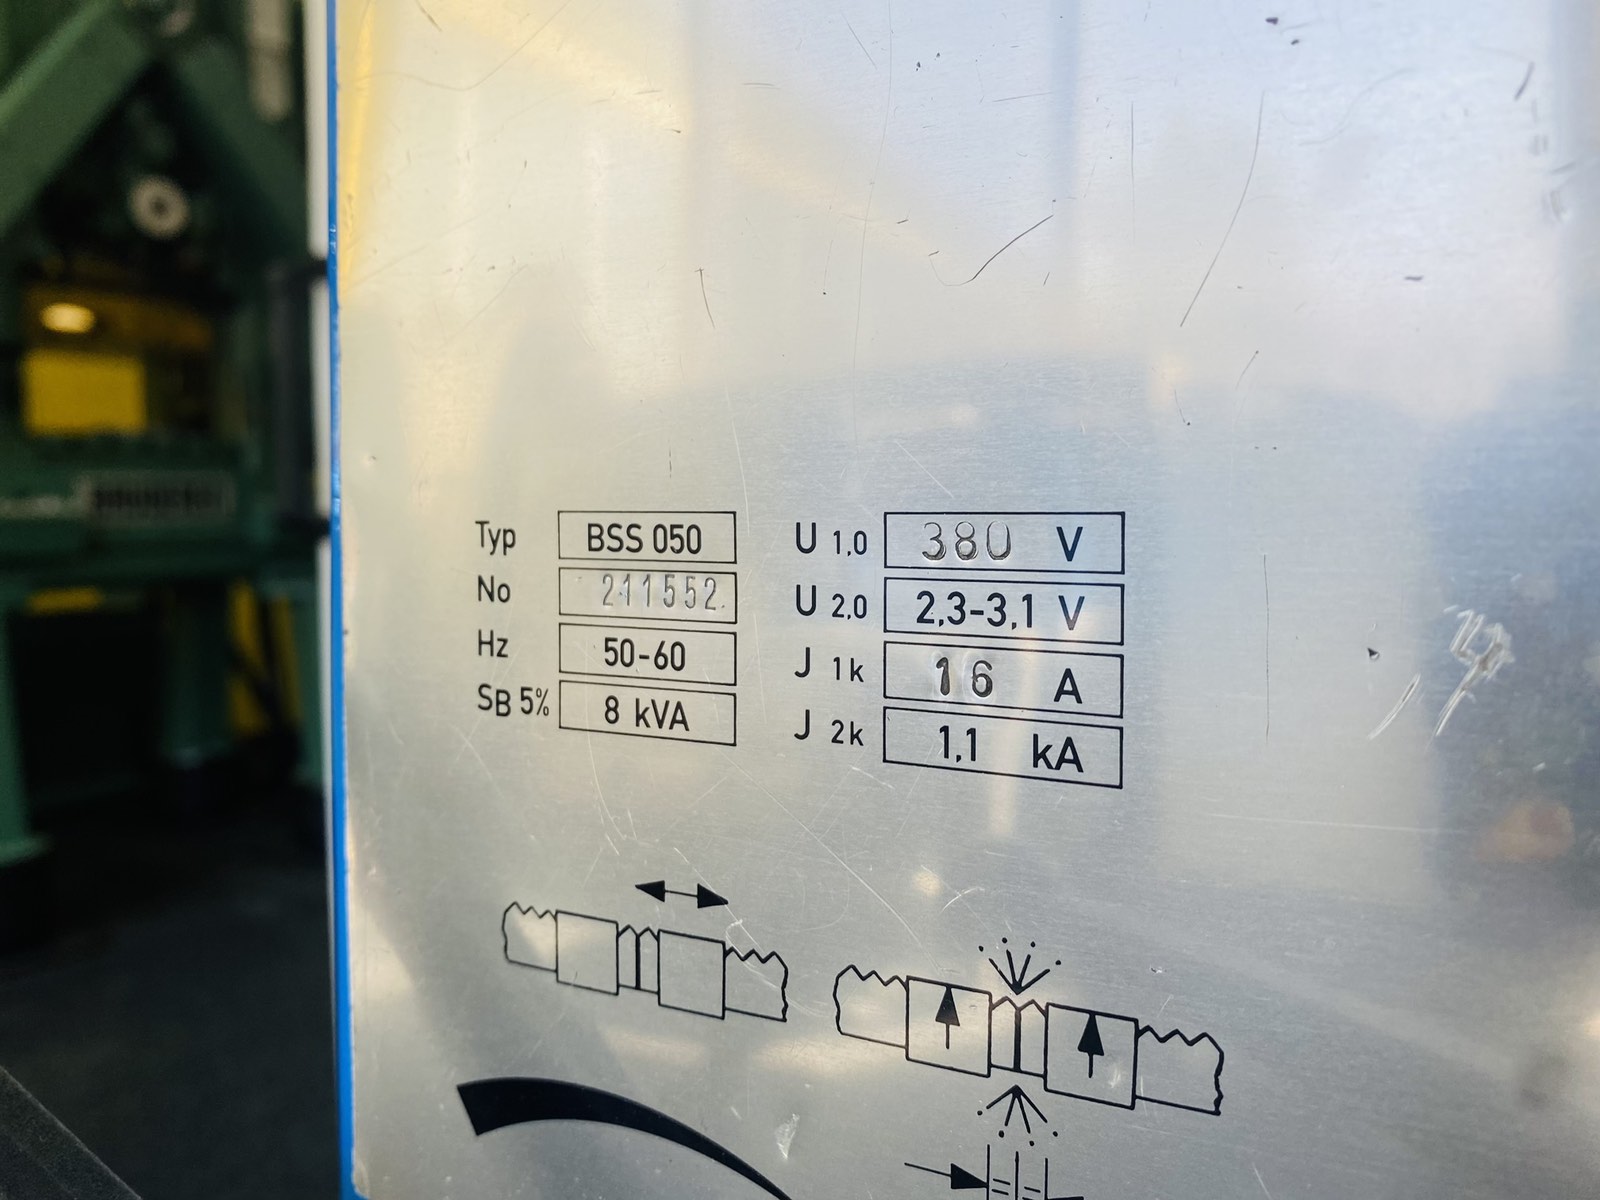 Typ BSS 050
No 211552
Hz 50-60
SB 5% 8 kVA
U 1.0 380 V
U 2.0 2,3-3,1 V
J 1k 16 A
J 2k 1,1 kA